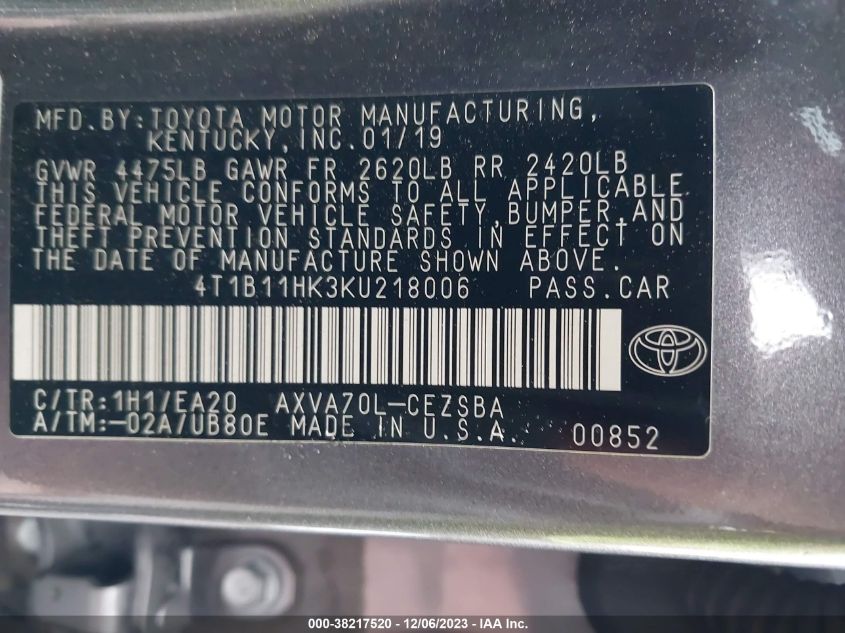 MFD.BY:TOYOTA MOTOR MANUFACTURING,
KENTUCKY,INC.01/19
GVWR 4475LB GAWR FR 2620LB RR 2420LB
THIS VEHICLE CONFORMS TO ALL APPLICABLE
FEDERAL MOTOR VEHICLE SAFETY,BUMPER,AND
THEFT PREVENTION STANDARDS IN EFFECT ON
THE DATE OF MANUFACTURE SHOWN ABOVE.
4T1B11HK3KU218006 PASS.CAR
C/TR:1H1/EA20 AXVA70L-CEZSBA
A/TM:-02A/UB80E MADE IN U.S.A. 00852
000-38217520 - 12/06/2023 - IAA Inc.